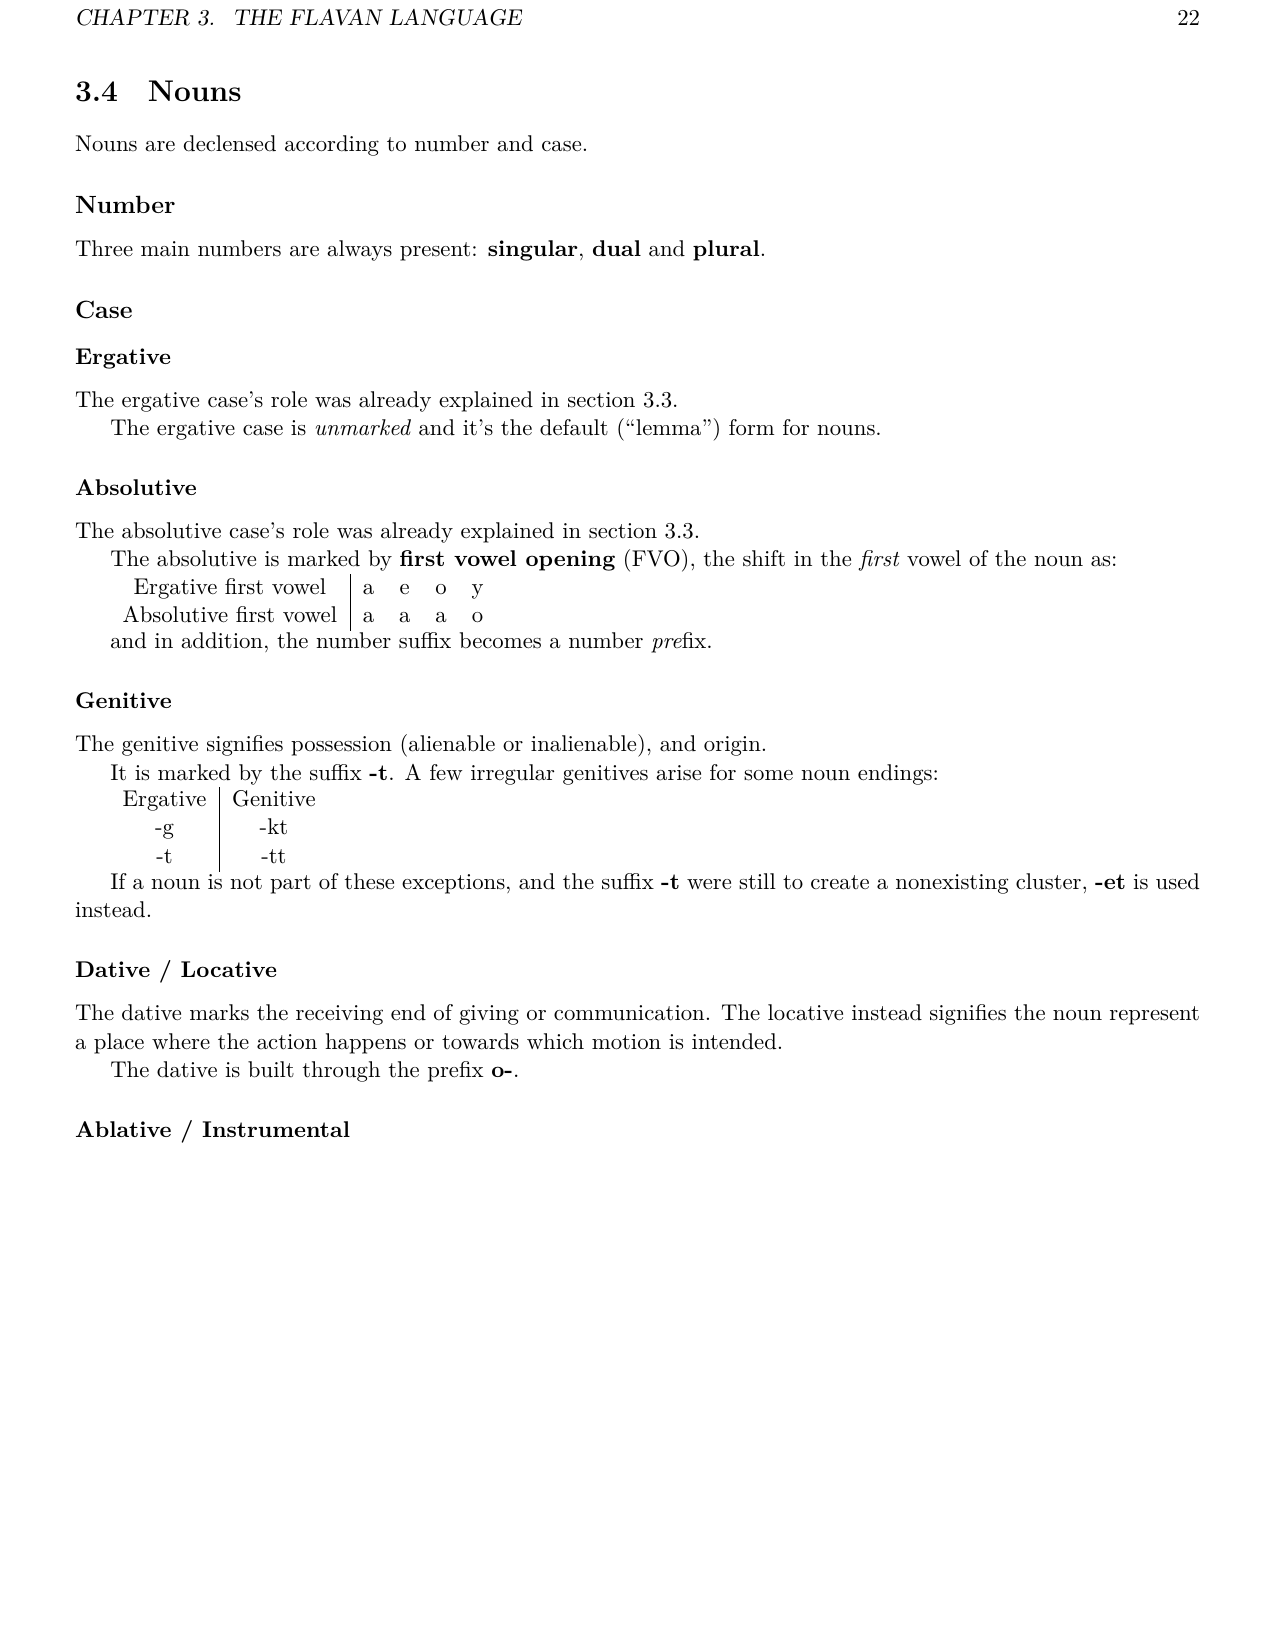 CHAPTER 3. THE FLAVAN LANGUAGE 22
3.4 Nouns
Nouns are declensed according to number and case.
Number
Three main numbers are always present: singular, dual and plural.
Case
Ergative
The ergative case's role was already explained in section 3.3.
The ergative case is unmarked and it's the default (“lemma”) form for nouns.
Absolutive
The absolutive case's role was already explained in section 3.3.
The absolutive is marked by first vowel opening (FVO), the shift in the first vowel of the noun as:
Ergative first vowel a e o y
Absolutive first vowel a a a o
and in addition, the number suffix becomes a number prefix.
Genitive
The genitive signifies possession (alienable or inalienable), and origin.
It is marked by the suffix -t. A few irregular genitives arise for some noun endings:
Ergative Genitive
-g -kt
-t -tt
If a noun is not part of these exceptions, and the suffix -t were still to create a nonexisting cluster, -et is used
instead.
Dative / Locative
The dative marks the receiving end of giving or communication. The locative instead signifies the noun represent
a place where the action happens or towards which motion is intended.
The dative is built through the prefix o-.
Ablative / Instrumental